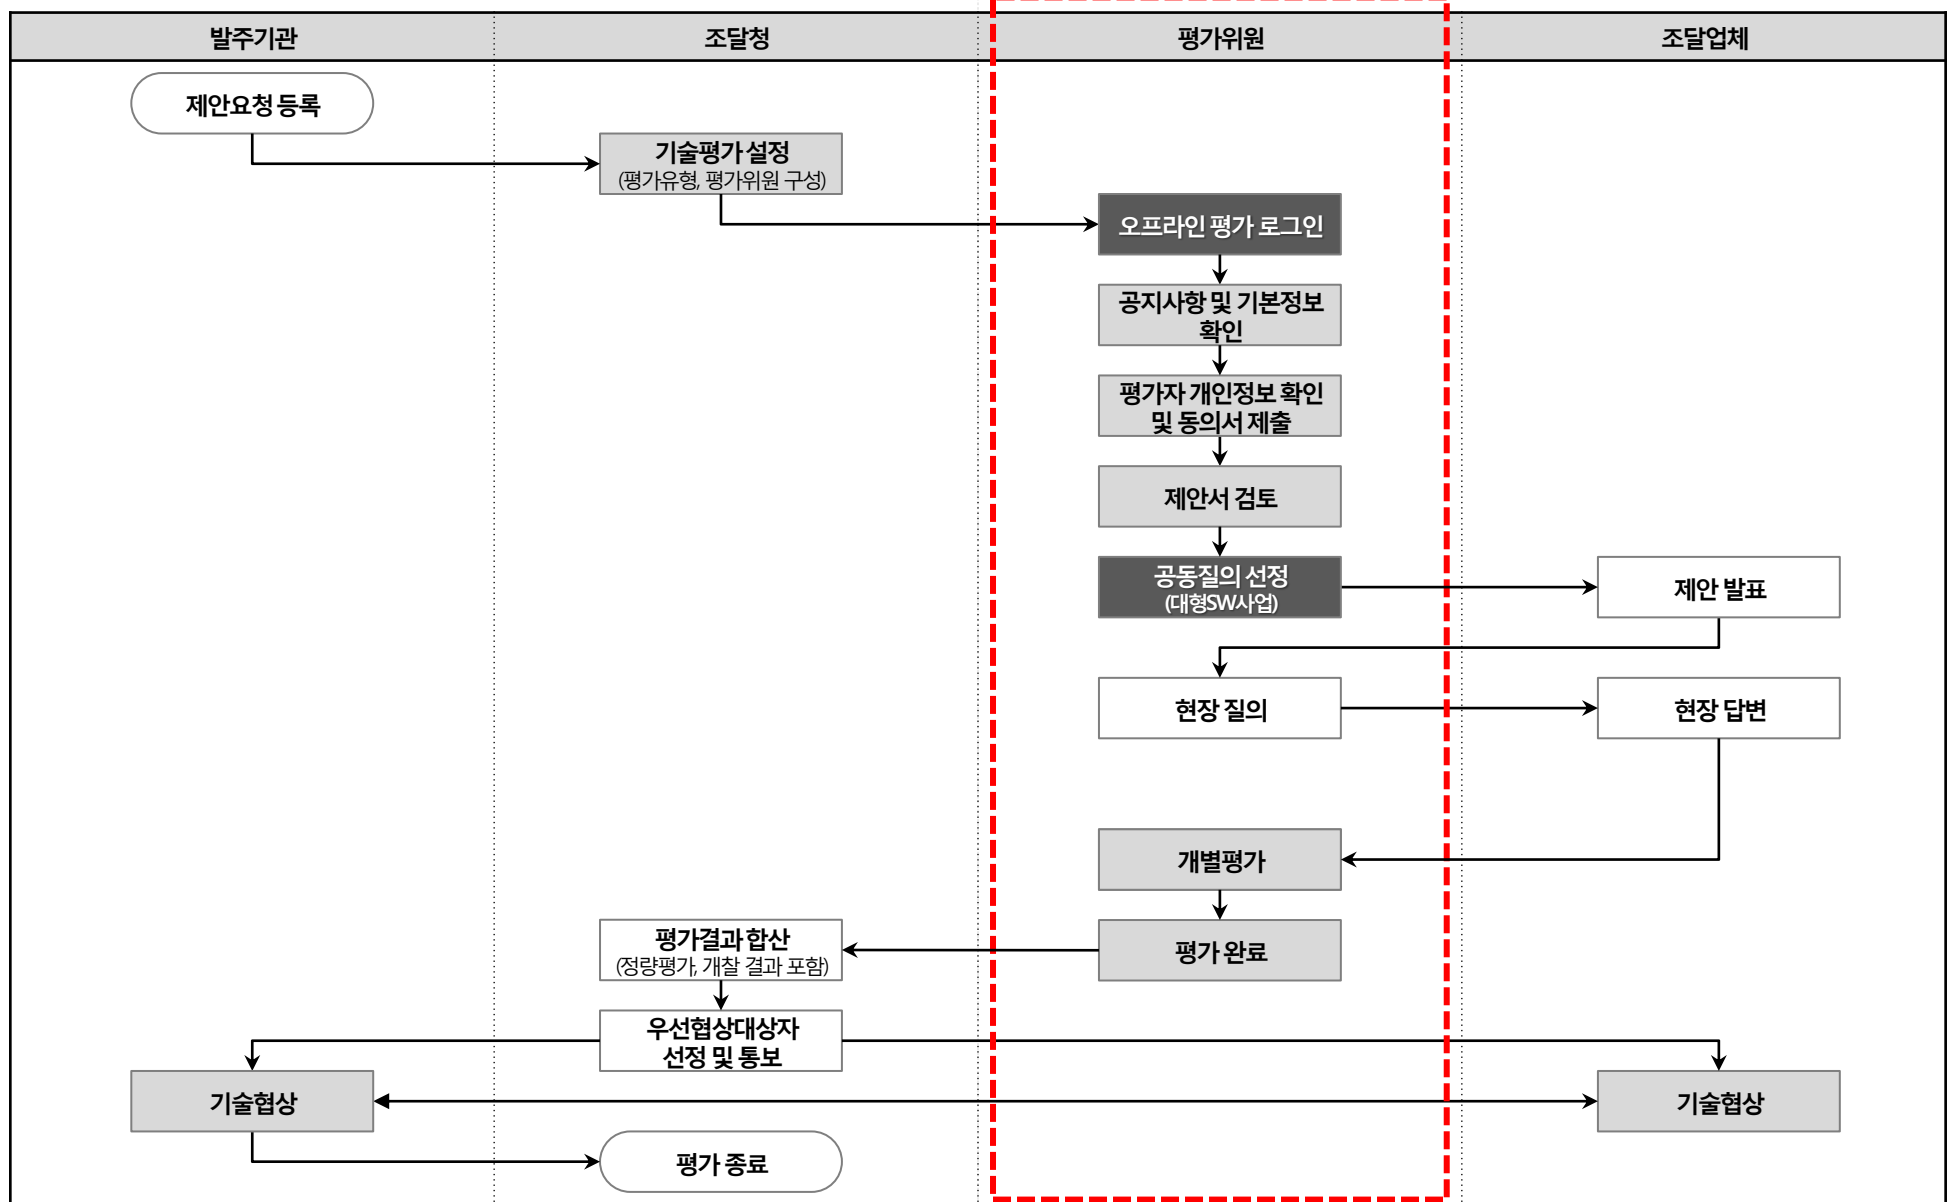 발주기관
조달청
평가위원
조달업체
제안요청 등록
기술평가 설정
(평가유형, 평가위원 구성)
오프라인 평가 로그인
공지사항 및 기본정보
확인
평가자 개인정보 확인
및 동의서 제출
제안서 검토
공동질의 선정
(대형SW사업)
제안 발표
현장 질의
현장 답변
개별평가
평가결과 합산
(정량평가, 개찰 결과 포함)
평가 완료
우선협상대상자
선정 및 통보
기술협상
기술협상
평가 종료